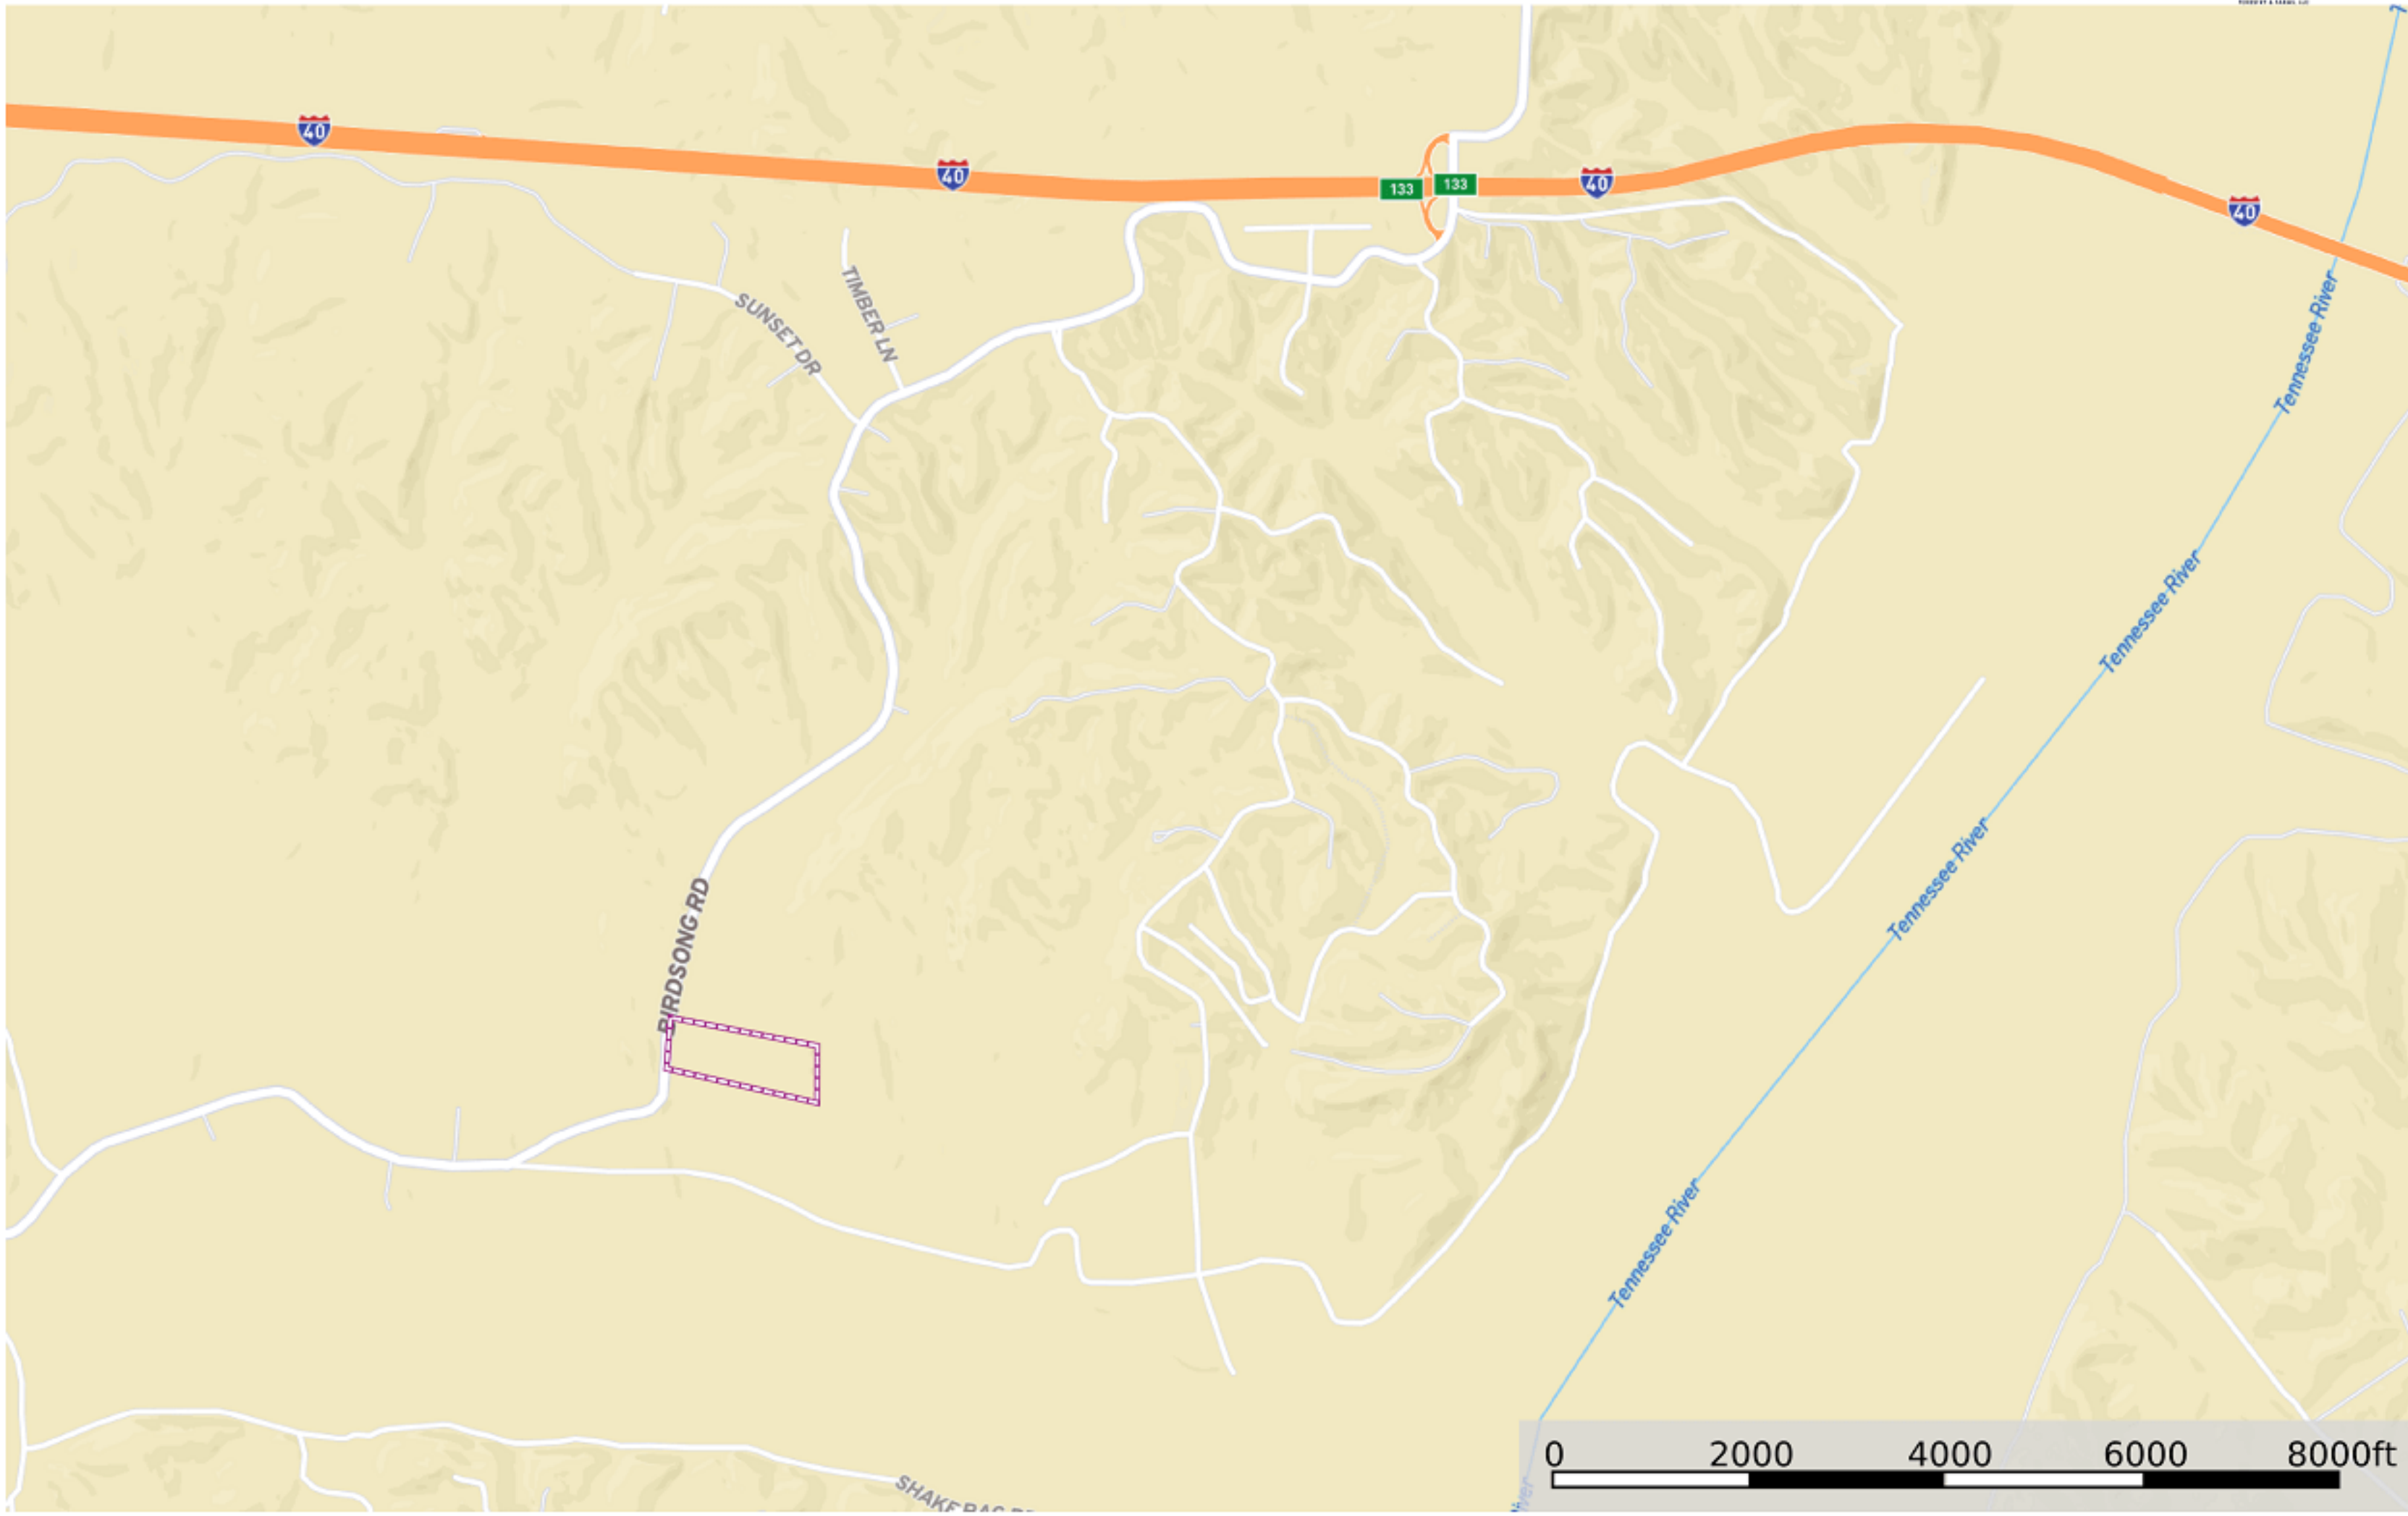 40
40
133
133
40
40
TIMBER LN
SUNSET DR
Tennessee River
Tennessee River
Tennessee River
BIRDSONG RD
Tennessee River
0 2000 4000 6000 8000ft